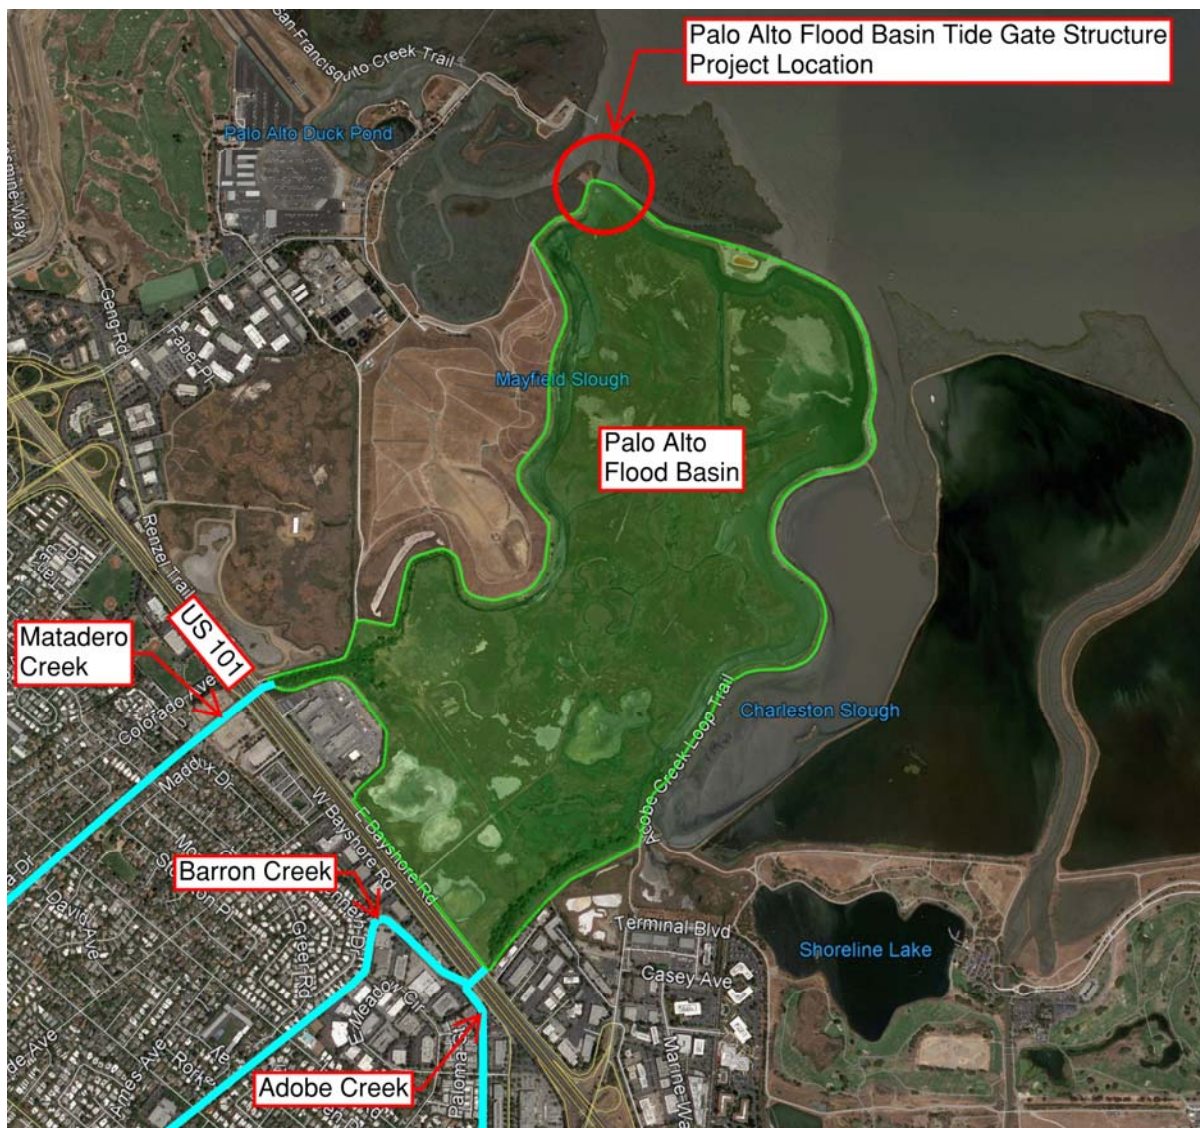 Palo Alto Flood Basin Tide Gate Structure
Project Location
San Francisquito Creek Trail
Palo Alto Duck Pond
Geng Rd
Faber Pl
Mayfield Slough
Palo Alto
Flood Basin
Renzel Trail
US 101
Matadero
Creek
Colorado Ave
Maddux Dr
Charleston Slough
Adobe Creek Loop Trail
W Bayshore Rd
E Bayshore Rd
Barron Creek
David Ave
Greer Rd
Terminal Blvd
Casey Ave
Shoreline Lake
E Meadow Cir
Adobe Creek
Ames Ave